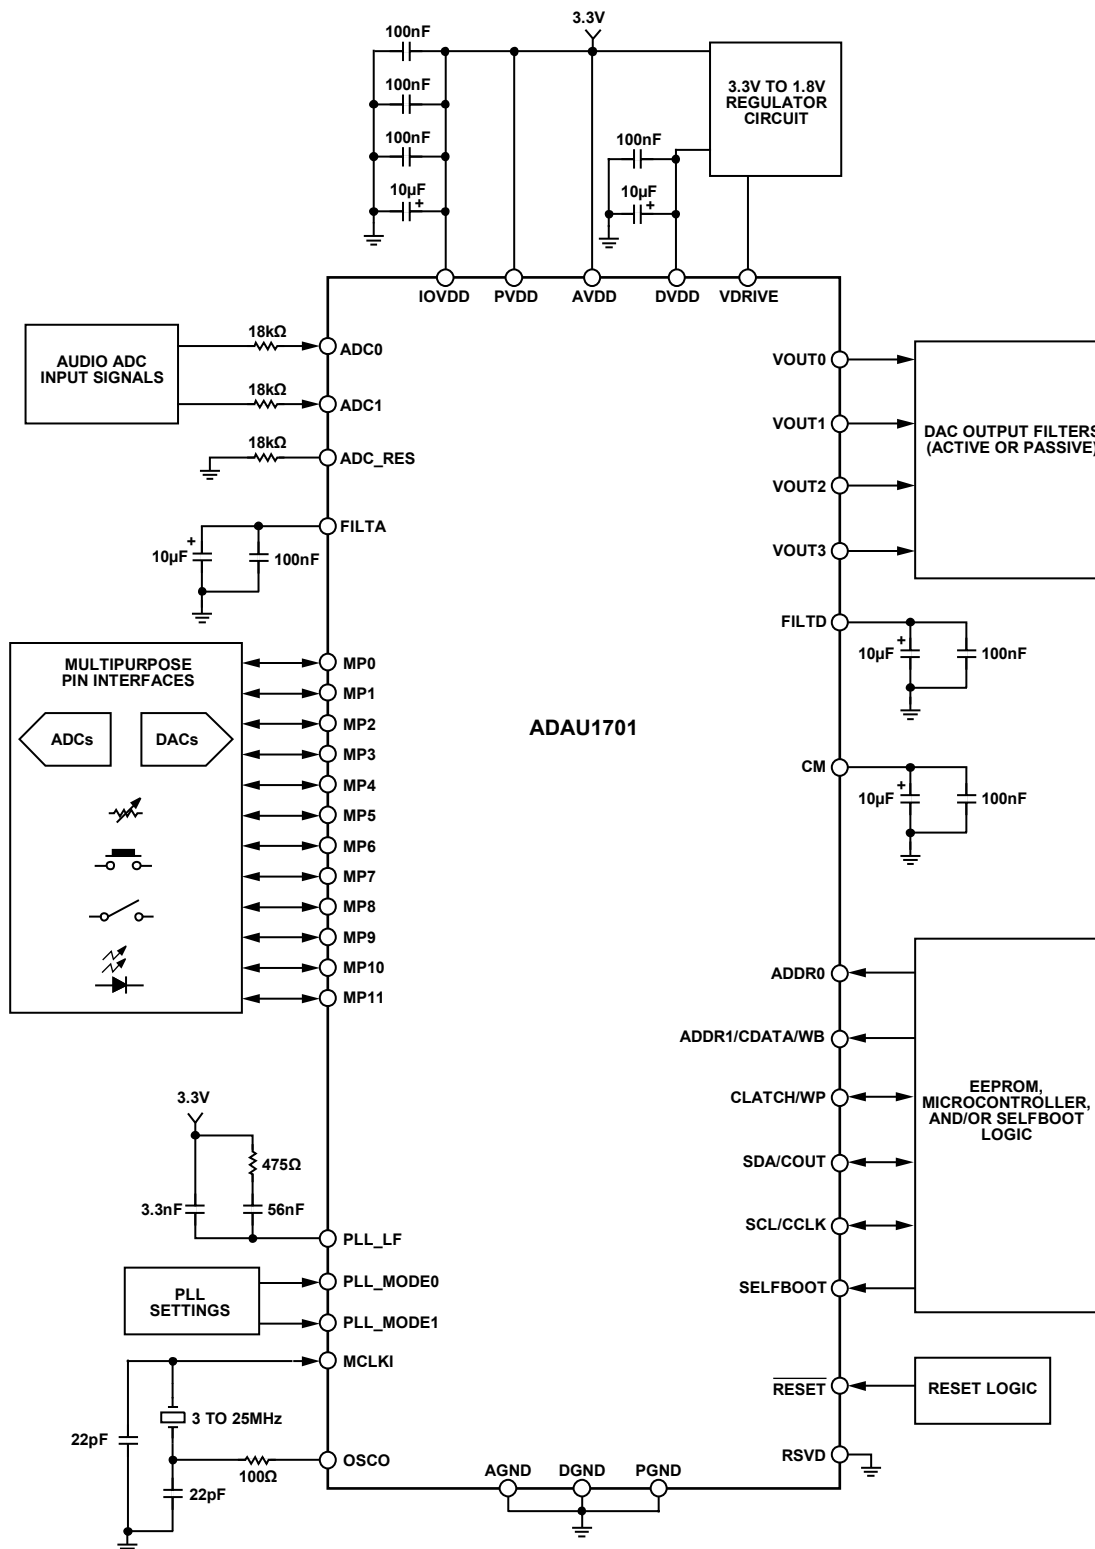 3.3V
100nF
100nF
100nF
10µF
+
3.3V TO 1.8V
REGULATOR
CIRCUIT
100nF
10µF
+
IOVDD
PVDD
AVDD
DVDD
VDRIVE
AUDIO ADC
INPUT SIGNALS
18kΩ
ADC0
18kΩ
ADC1
18kΩ
ADC_RES
FILTA
+
10µF
100nF
VOUT0
VOUT1
VOUT2
VOUT3
DAC OUTPUT FILTERS
(ACTIVE OR PASSIVE)
FILTD
+
10µF
100nF
MULTIPURPOSE
PIN INTERFACES
ADCs
DACs
MP0
MP1
MP2
MP3
MP4
MP5
MP6
MP7
MP8
MP9
MP10
MP11
ADAU1701
CM
+
10µF
100nF
ADDR0
ADDR1/CDATA/WB
CLATCH/WP
SDA/COUT
SCL/CCLK
SELFBOOT
EEPROM,
MICROCONTROLLER,
AND/OR SELFBOOT
LOGIC
3.3V
475Ω
3.3nF
56nF
PLL_LF
PLL
SETTINGS
PLL_MODE0
PLL_MODE1
MCLKI
3 TO 25MHz
22pF
100Ω
OSCO
22pF
RESET
RESET LOGIC
RSVD
AGND
DGND
PGND